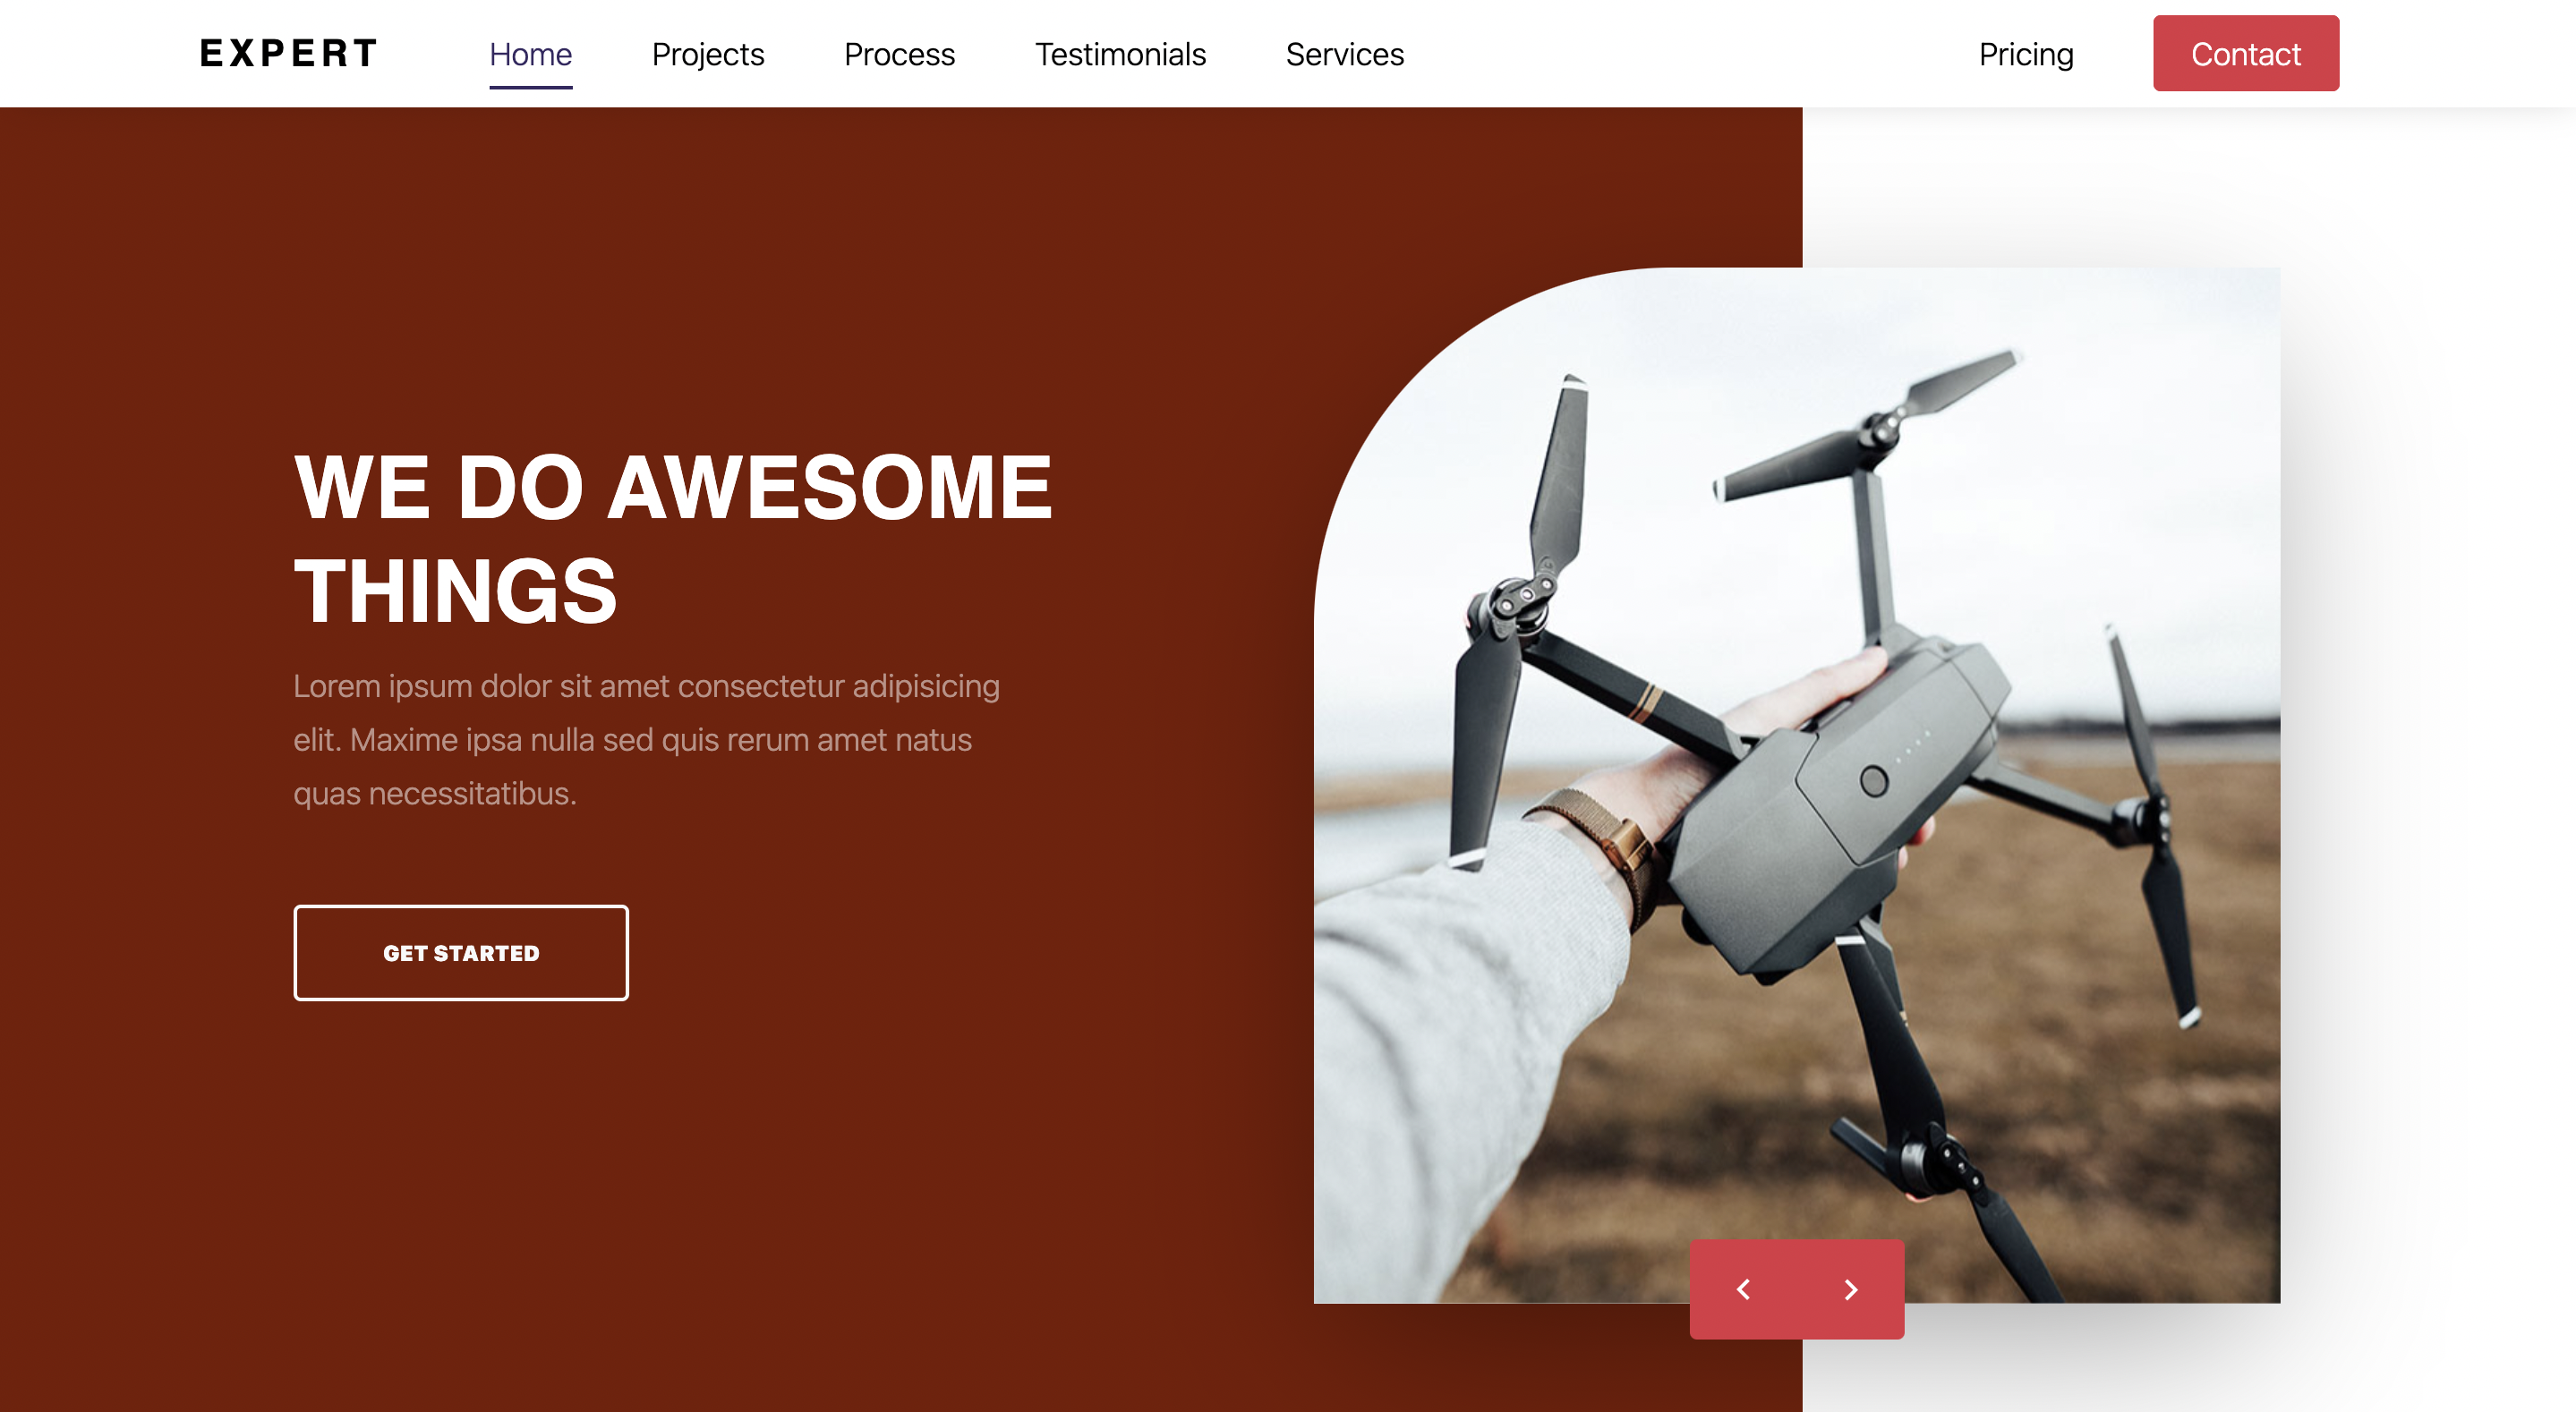 EXPERT
Home
Projects
Process
Testimonials
Services
Pricing
Contact
WE DO AWESOME
THINGS
Lorem ipsum dolor sit amet consectetur adipisicing
elit. Maxime ipsa nulla sed quis rerum amet natus
quas necessitatibus.
GET STARTED